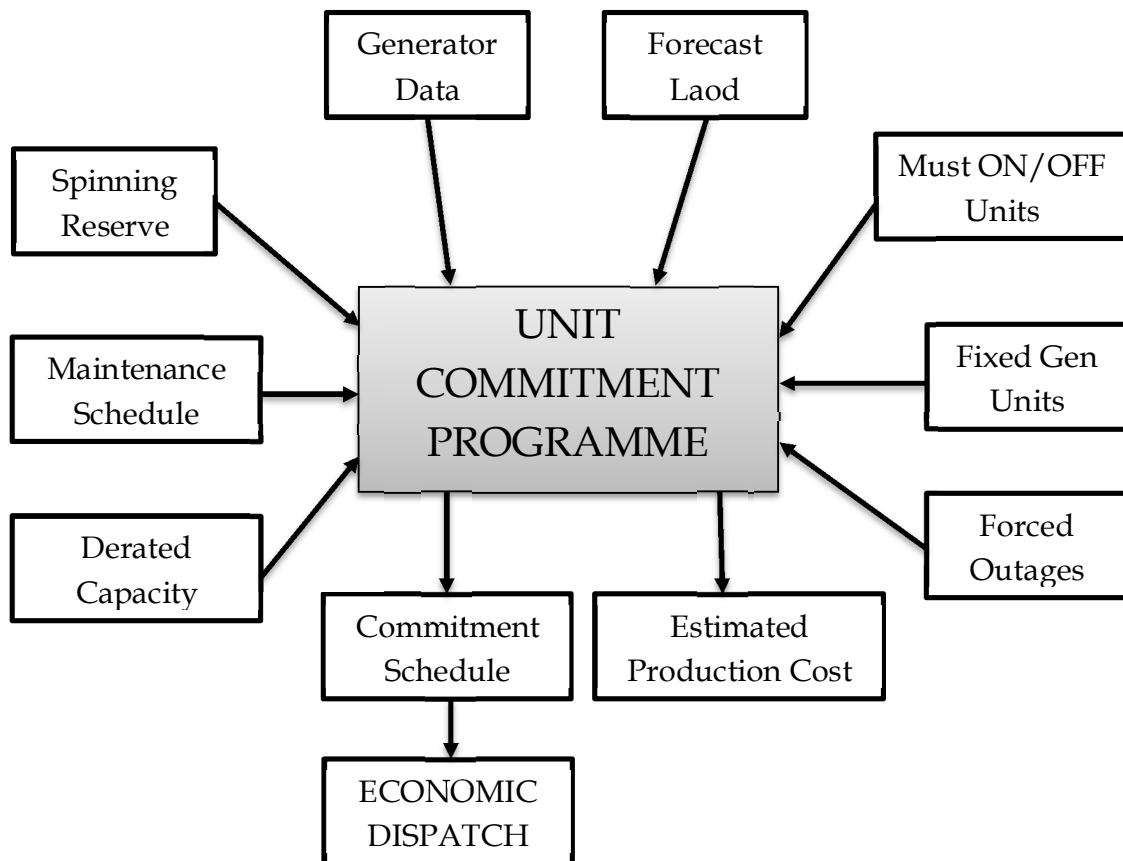 Generator
Data
Forecast
Laod
Spinning
Reserve
Must ON/OFF
Units
UNIT
COMMITMENT
PROGRAMME
Maintenance
Schedule
Fixed Gen
Units
Derated
Capacity
Forced
Outages
Commitment
Schedule
Estimated
Production Cost
ECONOMIC
DISPATCH